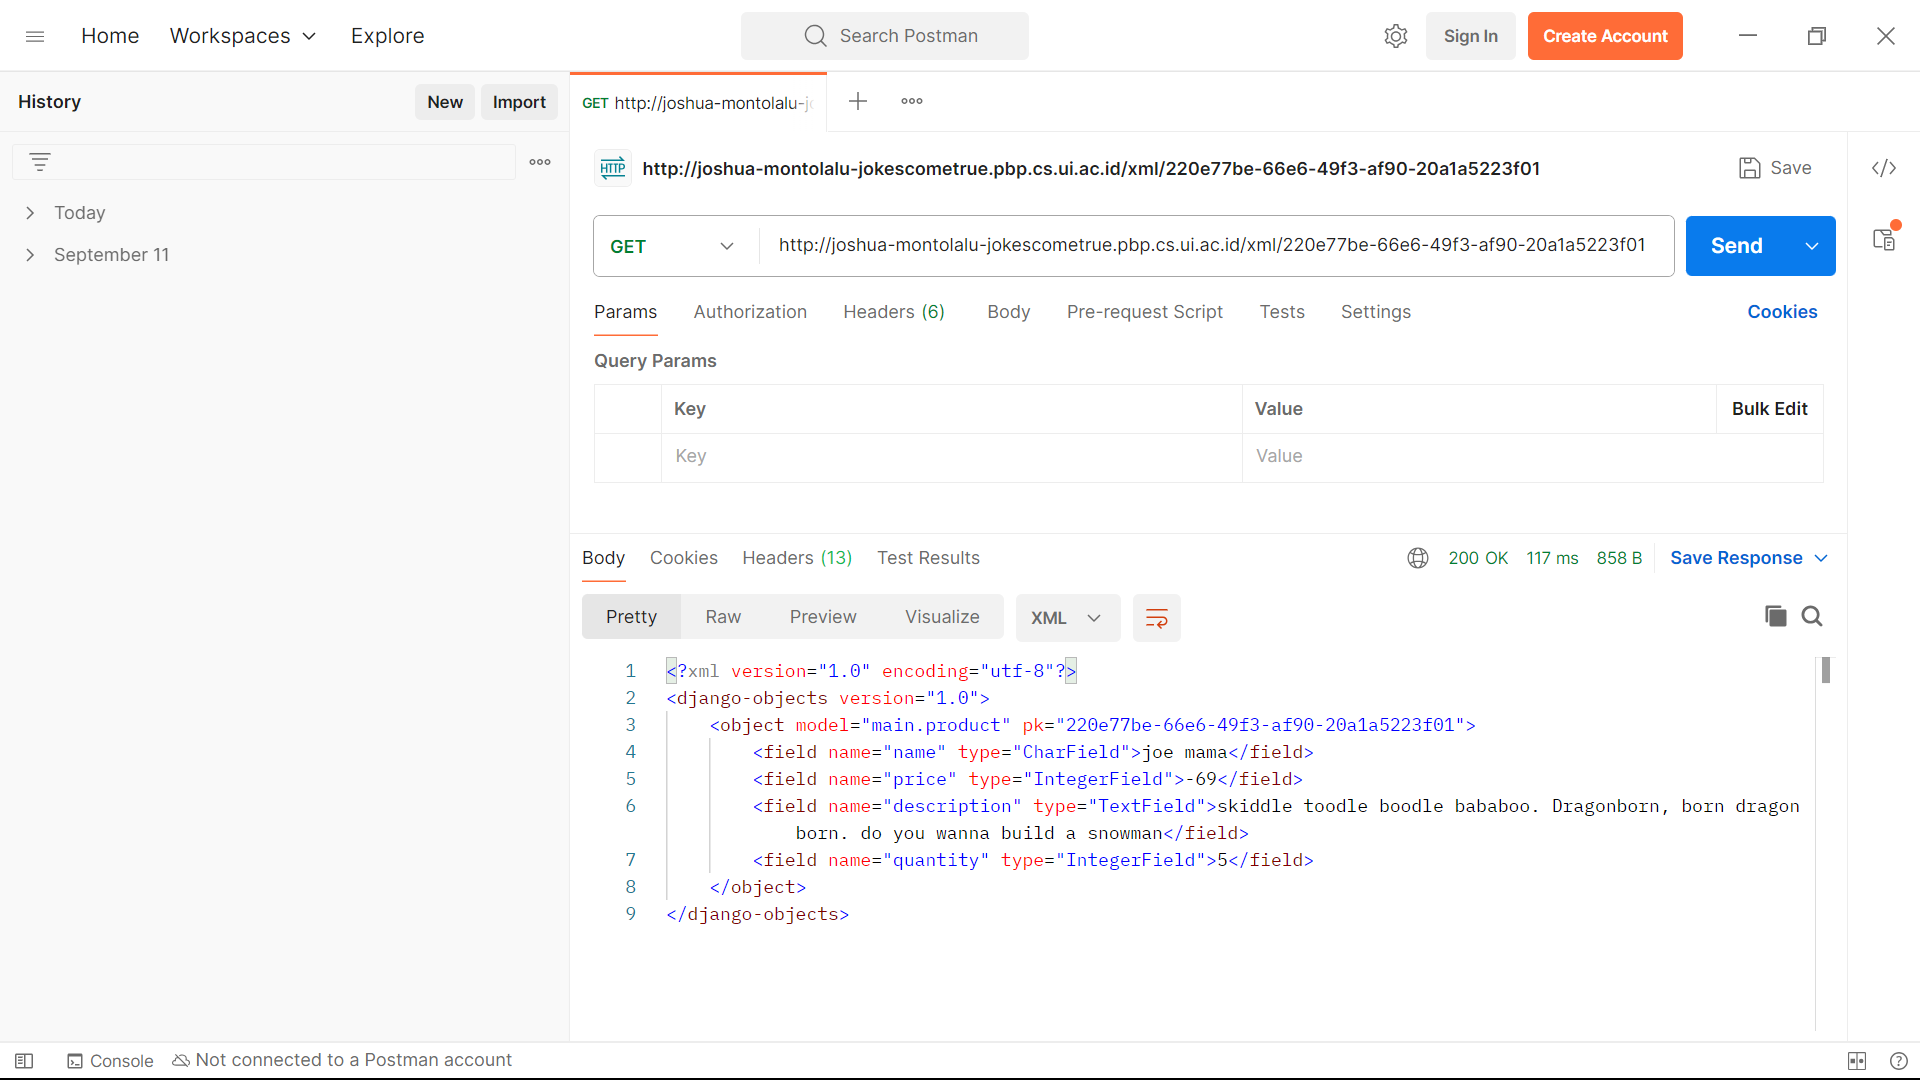 Home Workspaces Explore Search Postman Sign In Create Account
History New Import
Today
September 11
GET http://joshua-montolalu-j
HTTP http://joshua-montolalu-jokescometrue.pbp.cs.ui.ac.id/xml/220e77be-66e6-49f3-af90-20a1a5223f01 Save
GET http://joshua-montolalu-jokescometrue.pbp.cs.ui.ac.id/xml/220e77be-66e6-49f3-af90-20a1a5223f01 Send
Params Authorization Headers (6) Body Pre-request Script Tests Settings Cookies
Query Params
Key Value Bulk Edit
Key Value
Body Cookies Headers (13) Test Results 200 OK 117 ms 858 B Save Response
Pretty Raw Preview Visualize XML
1 <?xml version="1.0" encoding="utf-8"?>
2 <django-objects version="1.0">
3 <object model="main.product" pk="220e77be-66e6-49f3-af90-20a1a5223f01">
4 <field name="name" type="CharField">joe mama</field>
5 <field name="price" type="IntegerField">-69</field>
6 <field name="description" type="TextField">skiddle toodle boodle bababoo. Dragonborn, born dragon
born. do you wanna build a snowman</field>
7 <field name="quantity" type="IntegerField">5</field>
8 </object>
9 </django-objects>
Console Not connected to a Postman account